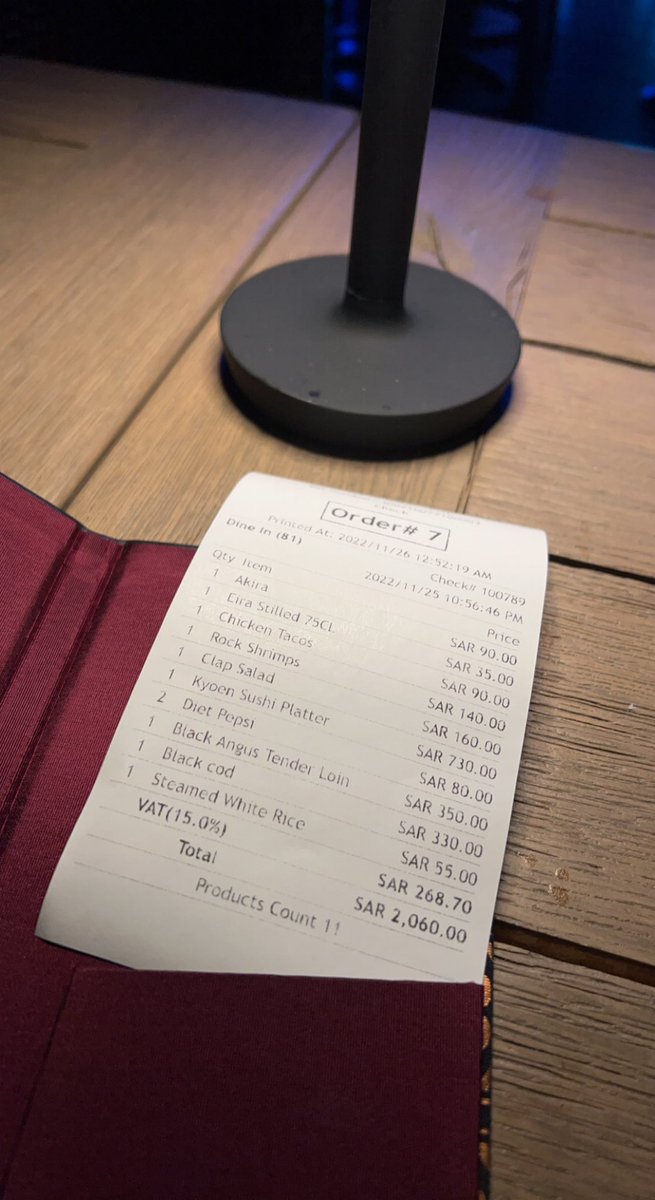 Check
Order# 7
Printed At: 2022/11/26 12:52:19 AM
Dine In (81) Check# 100789
2022/11/25 10:56:46 PM
Qty Item Price
1 Akira SAR 90.00
1 Eira Stilled 75CL SAR 35.00
1 Chicken Tacos SAR 90.00
1 Rock Shrimps SAR 140.00
1 Clap Salad SAR 160.00
1 Kyoen Sushi Platter SAR 730.00
2 Diet Pepsi SAR 80.00
1 Black Angus Tender Loin SAR 350.00
1 Black cod SAR 330.00
1 Steamed White Rice SAR 55.00
VAT(15.0%) SAR 268.70
Total SAR 2,060.00
Products Count 11